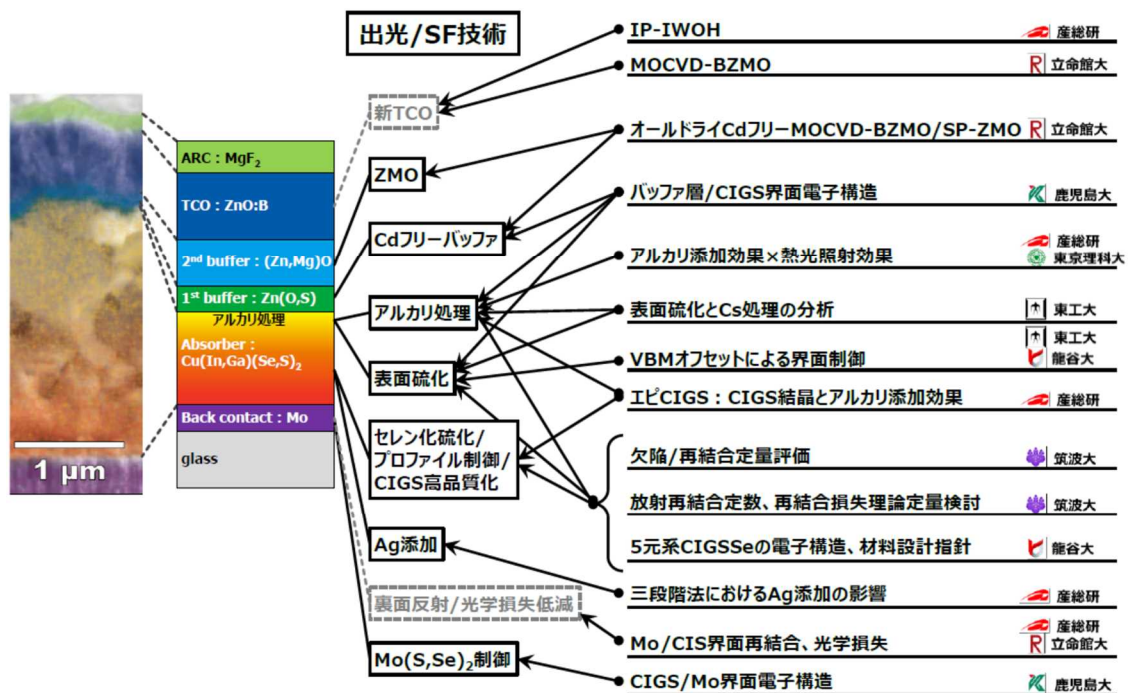 出光/SF技術
1 μm
ARC : MgF2
TCO : ZnO:B
2nd buffer : (Zn,Mg)O
1st buffer : Zn(O,S)
アルカリ処理
Absorber :
Cu(In,Ga)(Se,S)2
Back contact : Mo
glass
新TCO
ZMO
Cdフリーバッファ
アルカリ処理
表面硫化
セレン化硫化/
プロファイル制御/
CIGS高品質化
Ag添加
裏面反射/光学損失低減
Mo(S,Se)2制御
IP-IWOH 産総研
MOCVD-BZMO R 立命館大
オールドライCdフリーMOCVD-BZMO/SP-ZMO R 立命館大
バッファ層/CIGS界面電子構造 鹿児島大
産総研
アルカリ添加効果×熱光照射効果 東京理科大
表面硫化とCs処理の分析 東工大
東工大
VBMオフセットによる界面制御 龍谷大
エピCIGS：CIGS結晶とアルカリ添加効果 産総研
欠陥/再結合定量評価 筑波大
放射再結合定数、再結合損失理論定量検討 筑波大
5元系CIGSSeの電子構造、材料設計指針 龍谷大
三段階法におけるAg添加の影響 産総研
産総研
Mo/CIS界面再結合、光学損失 R 立命館大
CIGS/Mo界面電子構造 鹿児島大